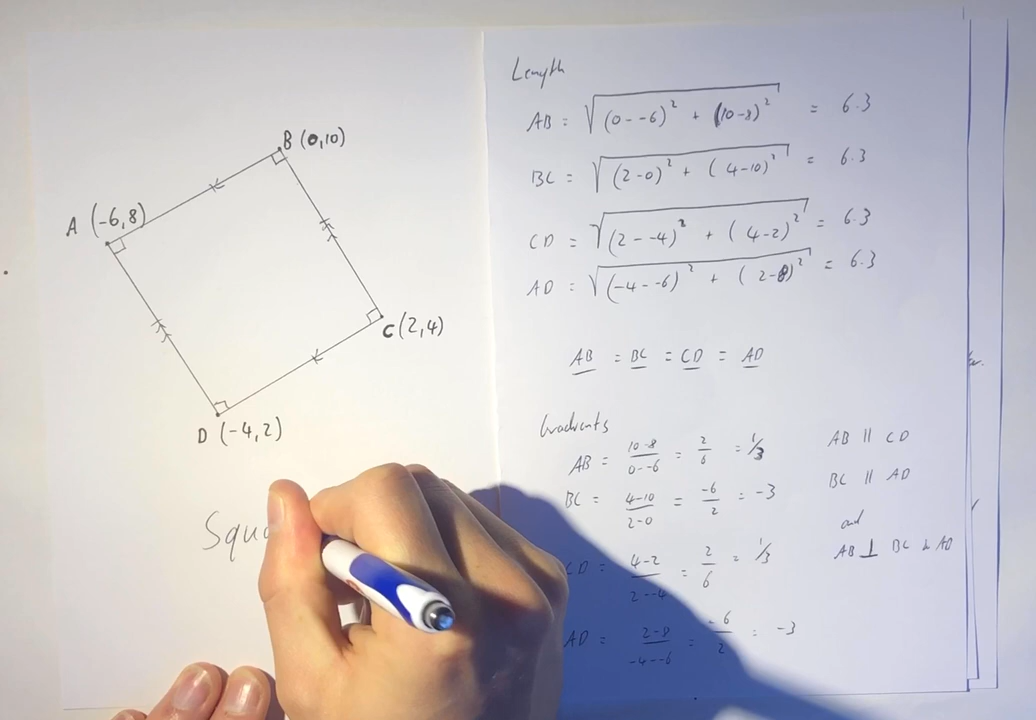 B (0,10)
A (-6,8)
C (2,4)
D (-4,2)
Squa
Length
AB = √(0--6)² + (10-8)² = 6.3
BC = √(2-0)² + (4-10)² = 6.3
CD = √(2--4)² + (4-2)² = 6.3
AD = √(-4--6)² + (2-8)² = 6.3
AB = BC = CD = AD
Gradients
AB = 10-8/0--6 = 2/6 = 1/3
BC = 4-10/2-0 = -6/2 = -3
CD = 4-2/2--4 = 2/6 = 1/3
AD = 2-8/-4--6 = -6/2 = -3
AB || CD
BC || AD
and
AB ⊥ BC & AD